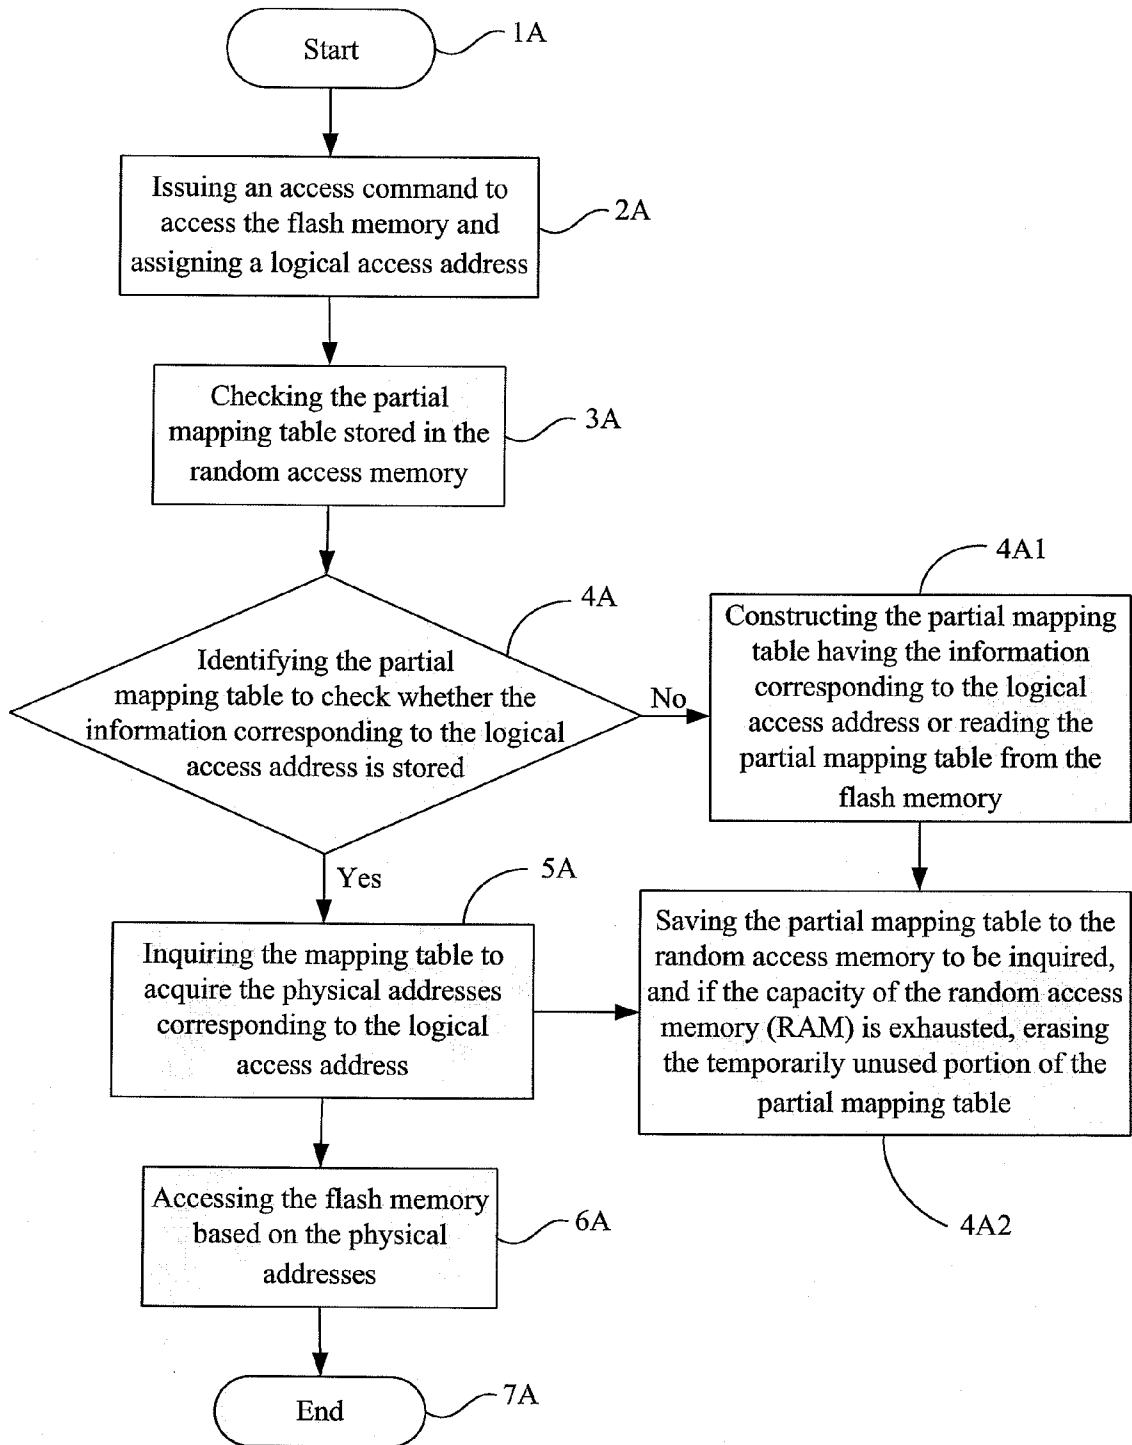 Start
1A
Issuing an access command to
access the flash memory and
assigning a logical access address
2A
Checking the partial
mapping table stored in the
random access memory
3A
Identifying the partial
mapping table to check whether the
information corresponding to the logical
access address is stored
4A
No
Constructing the partial mapping
table having the information
corresponding to the logical
access address or reading the
partial mapping table from the
flash memory
4A1
Yes
Inquiring the mapping table to
acquire the physical addresses
corresponding to the logical
access address
5A
Saving the partial mapping table to the
random access memory to be inquired,
and if the capacity of the random access
memory (RAM) is exhausted, erasing
the temporarily unused portion of the
partial mapping table
4A2
Accessing the flash memory
based on the physical
addresses
6A
End
7A